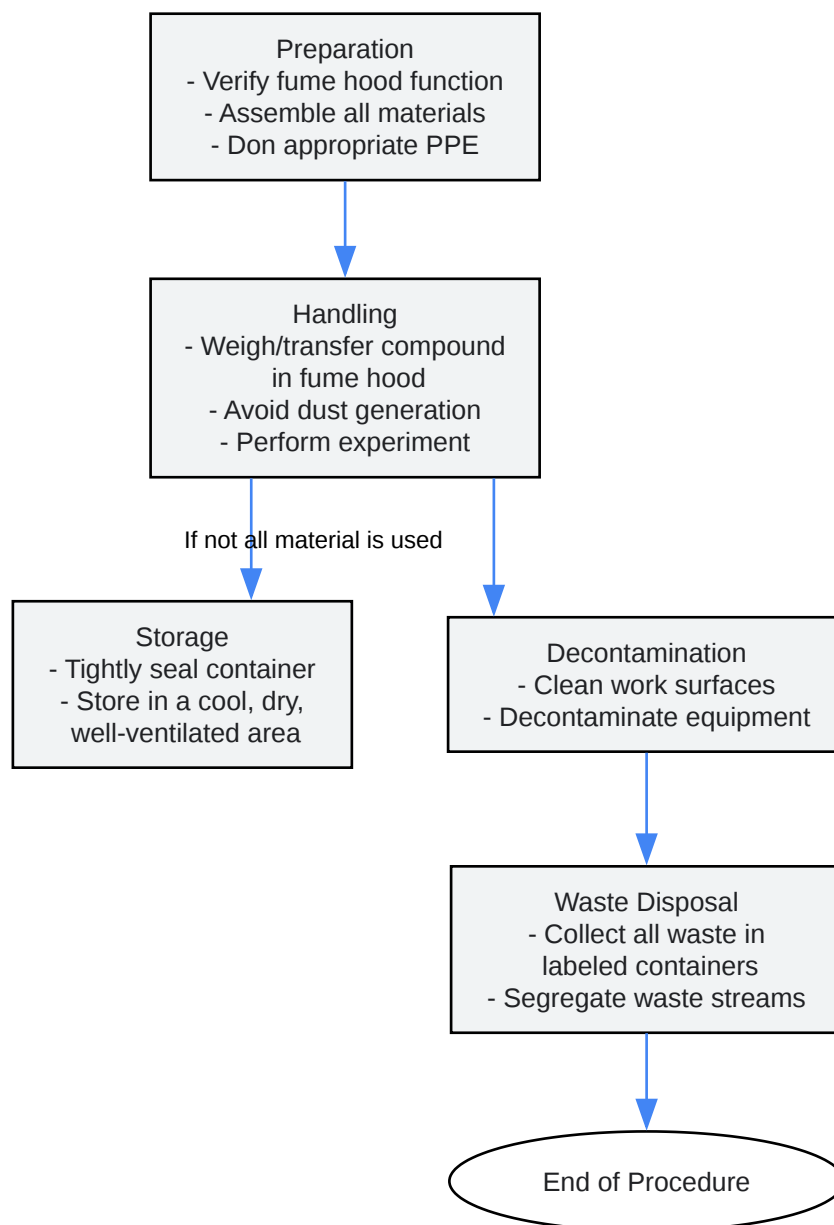 Preparation
- Verify fume hood function
- Assemble all materials
- Don appropriate PPE
Handling
- Weigh/transfer compound
in fume hood
- Avoid dust generation
- Perform experiment
If not all material is used
Storage
- Tightly seal container
- Store in a cool, dry,
well-ventilated area
Decontamination
- Clean work surfaces
- Decontaminate equipment
Waste Disposal
- Collect all waste in
labeled containers
- Segregate waste streams
End of Procedure